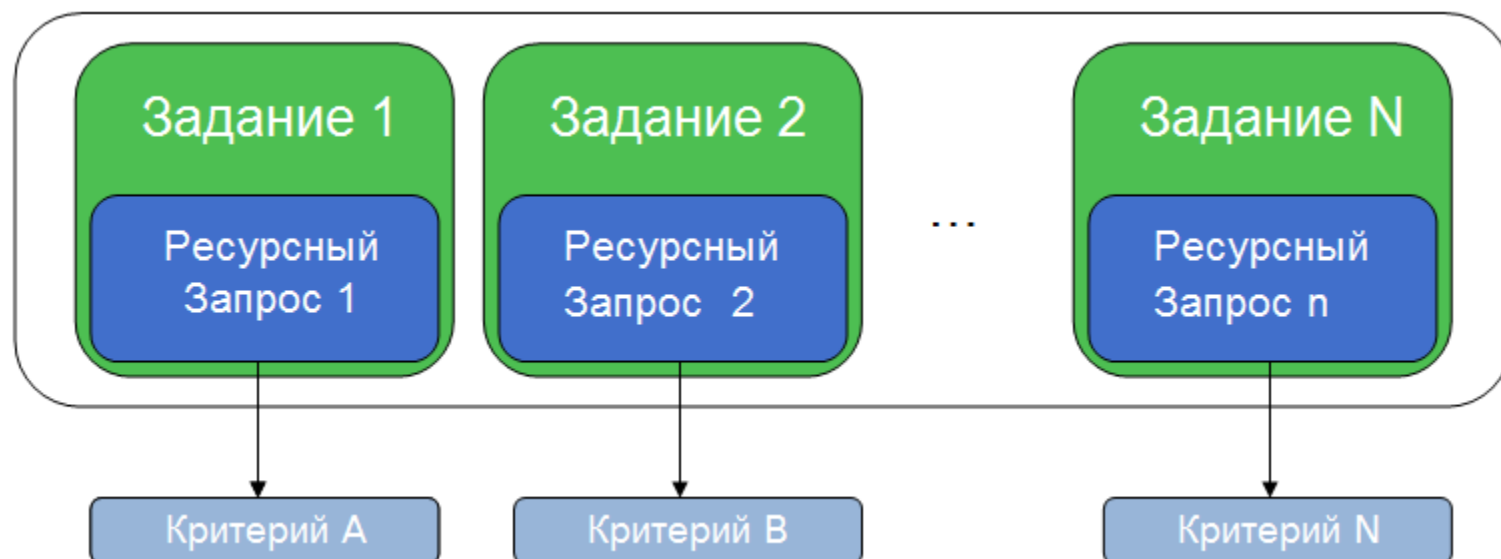 Задание 1
Задание 2
Задание N
Ресурсный
Запрос 1
Ресурсный
Запрос 2
...
Ресурсный
Запрос n
Критерий A
Критерий B
Критерий N